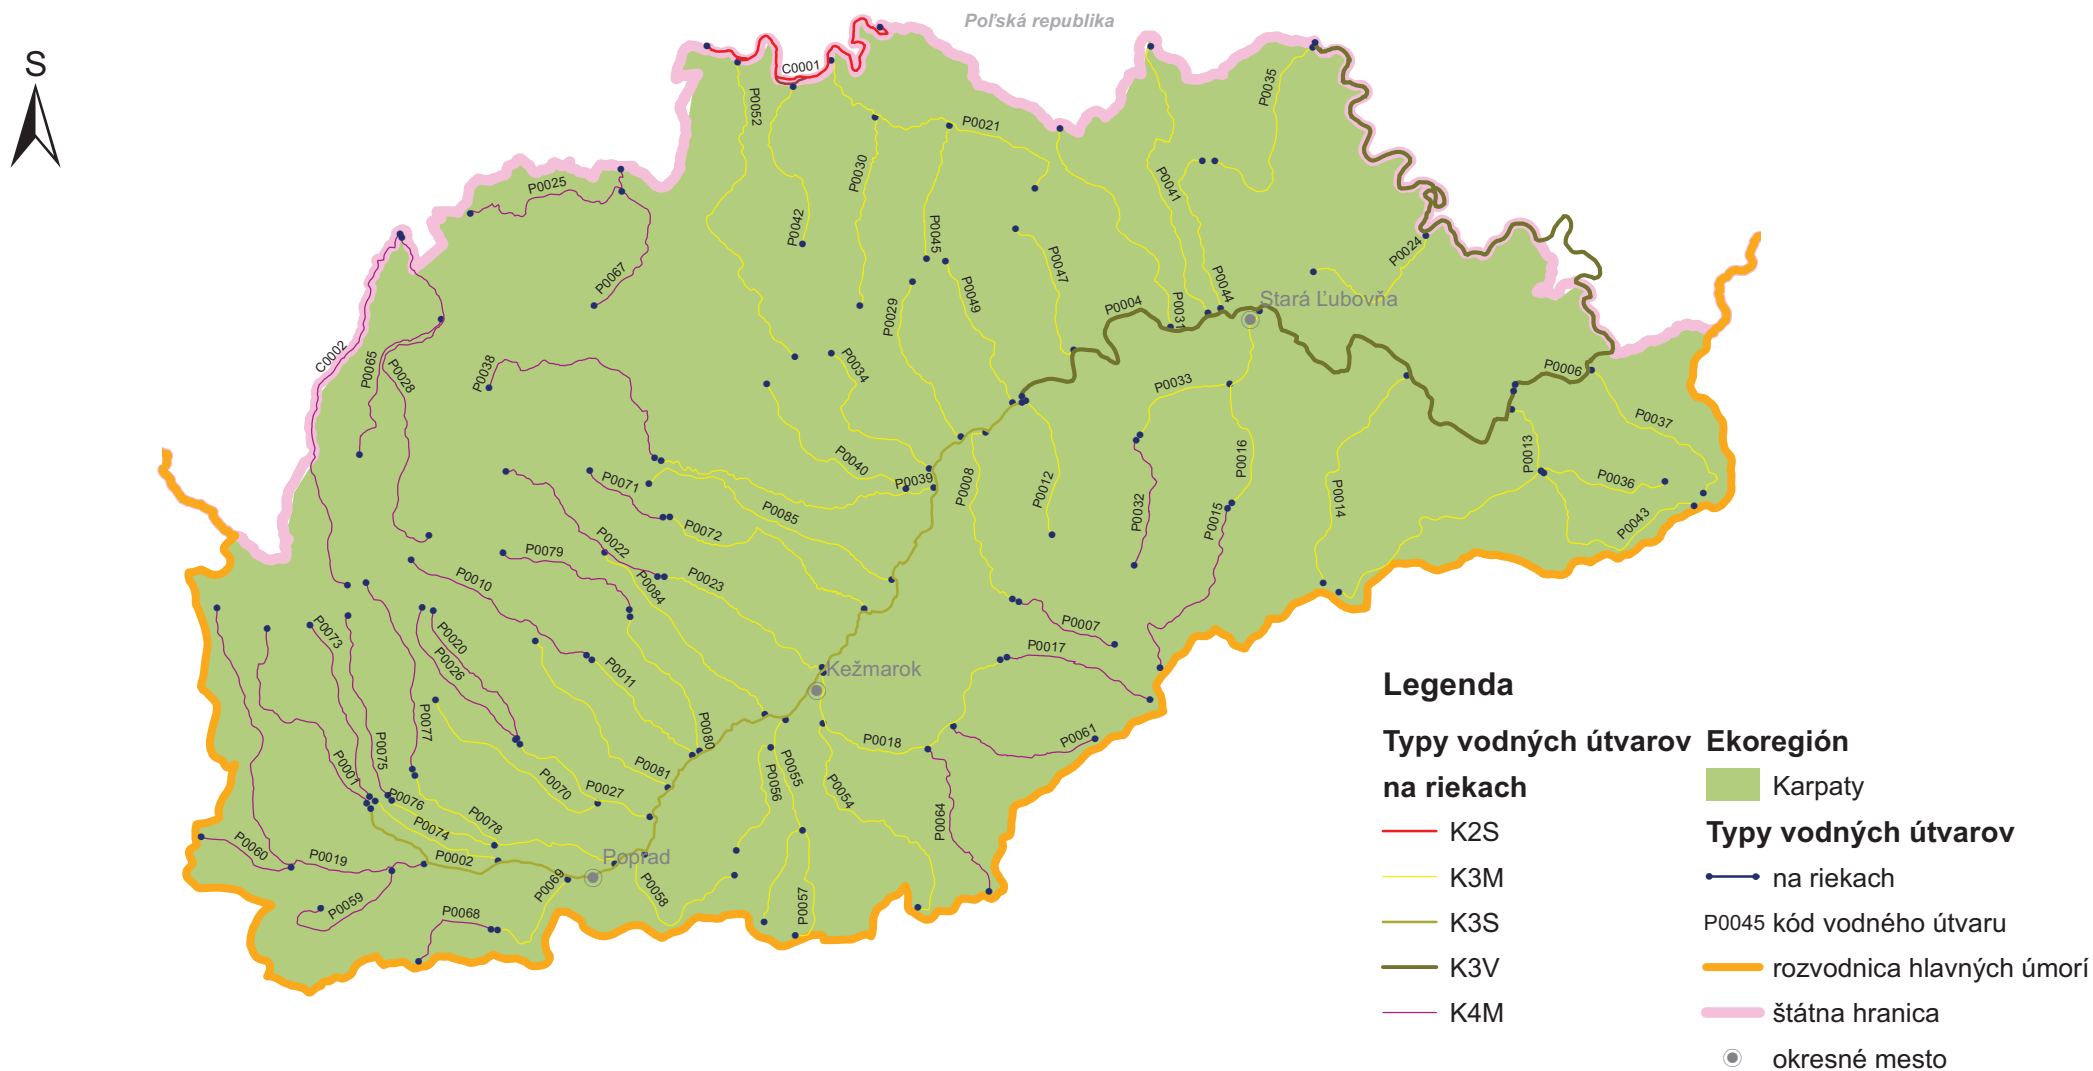 Poľská republika
S
C0001
P0052
P0035
P0021
P0030
P0025
P0041
P0042
P0045
P0024
P0067
P0047
P0044
P0049
Stará Ľubovňa
P0004
P0031
P0029
C0002
P0065
P0028
P0038
P0034
P0006
P0033
P0037
P0040
P0039
P0016
P0013
P0008
P0036
P0071
P0012
P0014
P0085
P0032
P0015
P0043
P0072
P0022
P0079
P0010
P0023
P0084
P0007
P0073
P0020
P0017
P0026
P0011
Kežmarok
P0077
P0080
P0018
P0061
P0075
P0001
P0081
P0055
P0056
P0070
P0027
P0054
P0076
P0078
P0074
P0064
P0060
P0019
P0002
Poprad
P0069
P0058
P0059
P0068
P0057
Legenda
Typy vodných útvarov
na riekach
K2S
K3M
K3S
K3V
K4M
Ekoregión
Karpaty
Typy vodných útvarov
na riekach
P0045 kód vodného útvaru
rozvodnica hlavných úmorí
štátna hranica
okresné mesto